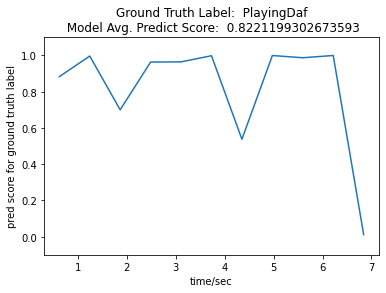 Ground Truth Label:  PlayingDaf
Model Avg. Predict Score:  0.8221199302673593
1.0
0.8
0.6
0.4
0.2
0.0
pred score for ground truth label
1 2 3 4 5 6 7
time/sec